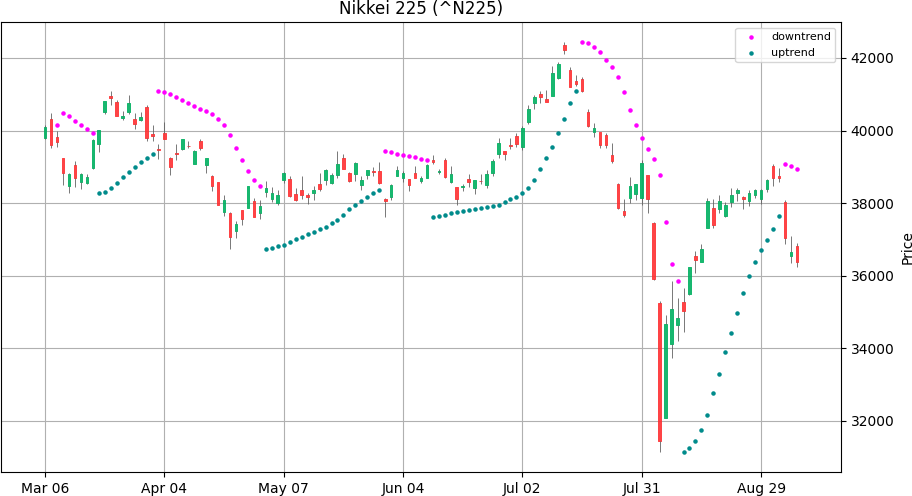 Nikkei 225 (^N225)
downtrend
uptrend
42000
40000
38000
36000
34000
32000
Price
Mar 06
Apr 04
May 07
Jun 04
Jul 02
Jul 31
Aug 29